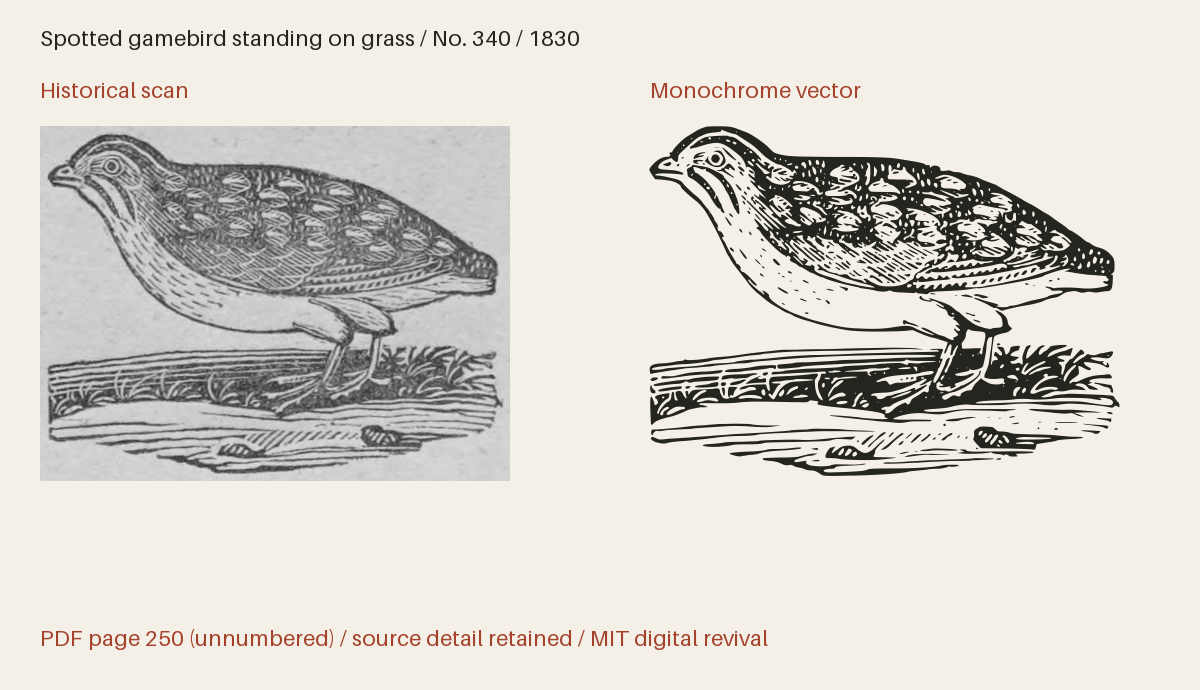 Spotted gamebird standing on grass / No. 340 / 1830
Historical scan
Monochrome vector
PDF page 250 (unnumbered) / source detail retained / MIT digital revival